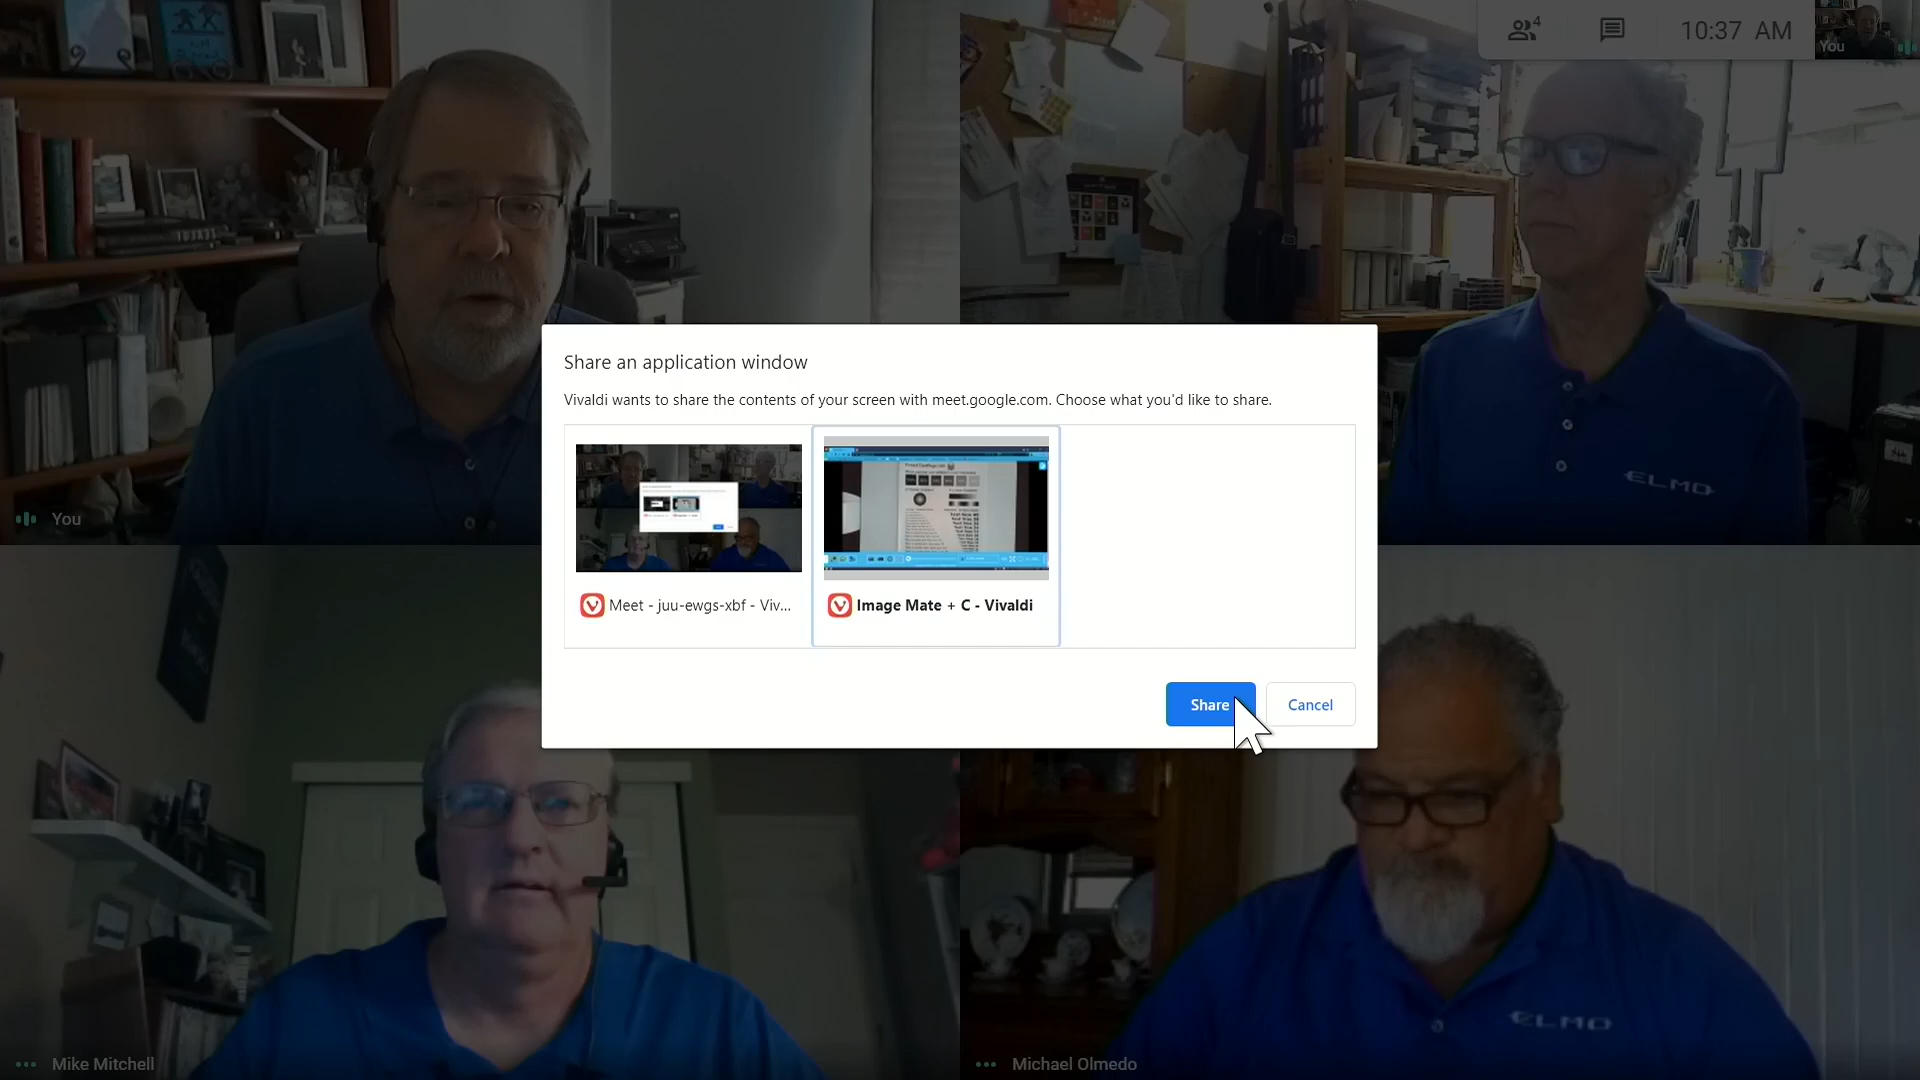 4
10:37 AM
You
Share an application window
Vivaldi wants to share the contents of your screen with meet.google.com. Choose what you'd like to share.
Meet - juu-ewgs-xbf - Viv...
Image Mate + C - Vivaldi
Share
Cancel
You
ELMO
ELMO
Mike Mitchell
Michael Olmedo